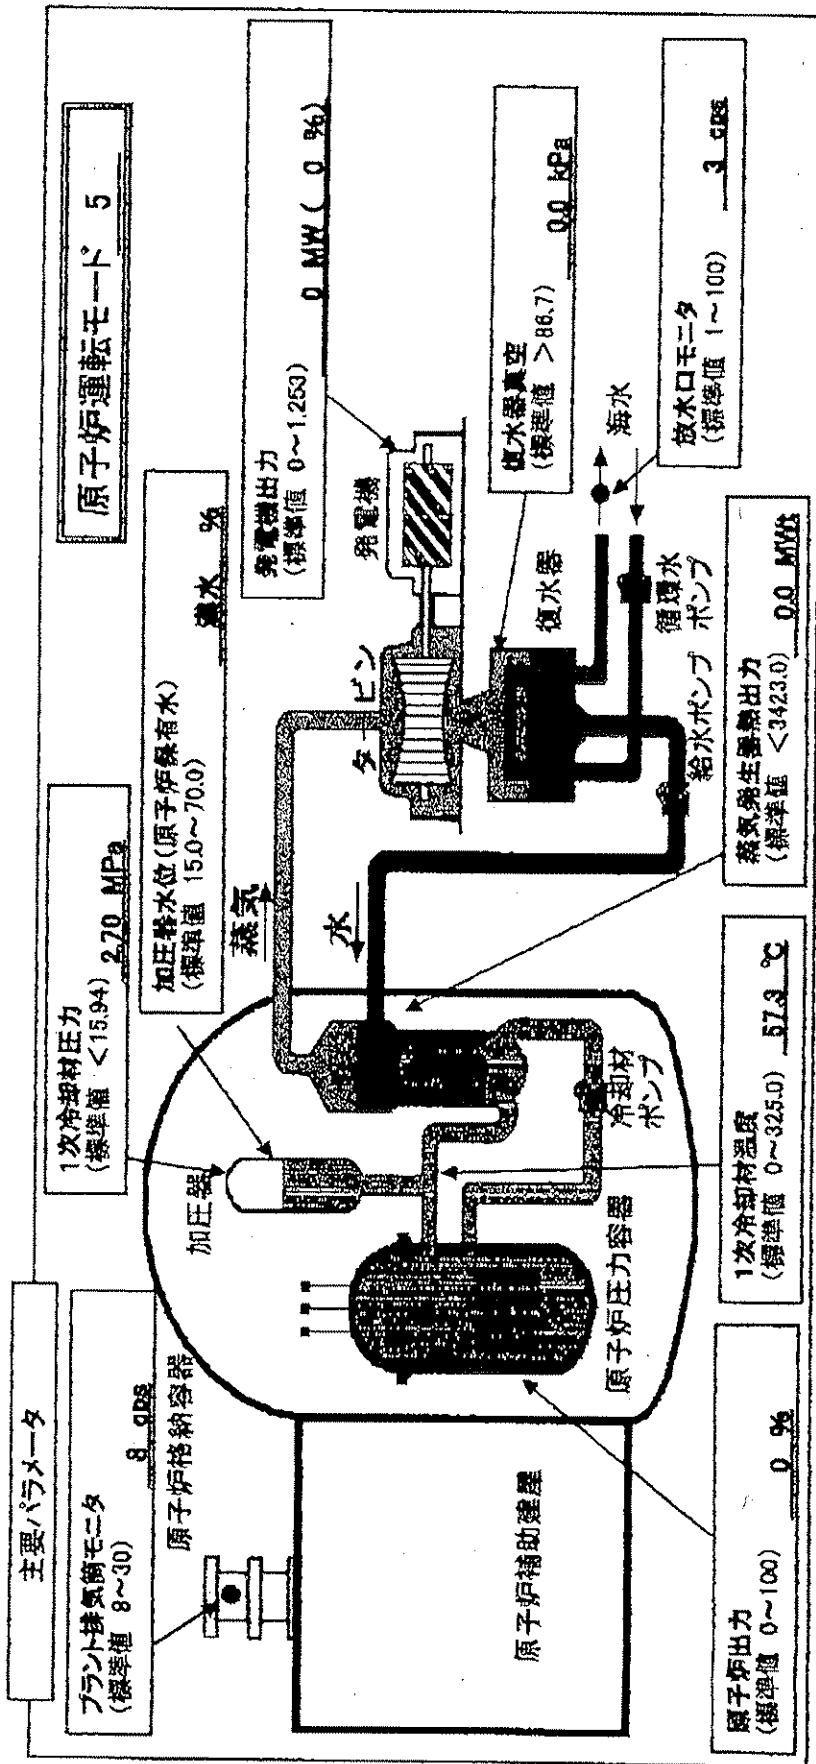 主要パラメータ
原子炉運転モード 5
プラント排気筒モニタ
(標準値 8～30)
8 cps
1次冷却材圧力
(標準値 <15.94)
2.70 MPa
加圧器水位(原子炉保有水)
(標準値 15.0～70.0)
満水 %
発電機出力
(標準値 0～1,253)
0 MW ( 0 %)
原子炉格納容器
加圧器
蒸気
水
タービン
発電機
復水器
復水器真空
(標準値 >86.7)
0.0 kPa
海水
放水口モニタ
(標準値 1～100)
3 cps
循環水
ポンプ
給水ポンプ
冷却材
ポンプ
原子炉圧力容器
原子炉補助建屋
原子炉出力
(標準値 0～100)
0 %
1次冷却材温度
(標準値 0～325.0)
57.3 ℃
蒸気発生器熱出力
(標準値 <3423.0)
0.0 MWt